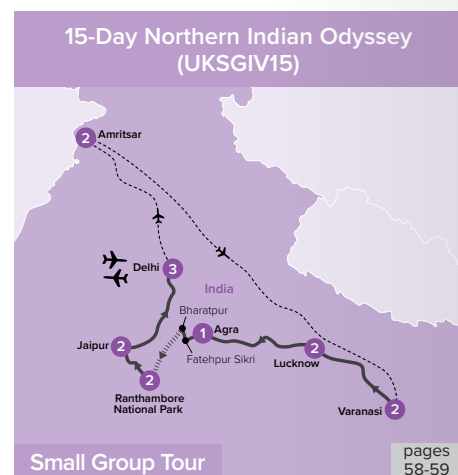 15-Day Northern Indian Odyssey
(UKSGIV15)
2 Amritsar
Delhi 3
India
Bharatpur
1 Agra
Fatehpur Sikri
Jaipur 2
2
Lucknow
2
Ranthambore
National Park
Varanasi 2
Small Group Tour
pages
58-59